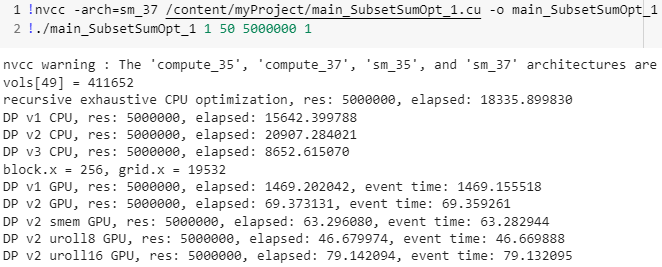 1 !nvcc -arch=sm_37 /content/myProject/main_SubsetSumOpt_1.cu -o main_SubsetSumOpt_1
2 !./main_SubsetSumOpt_1 1 50 5000000 1
nvcc warning : The 'compute_35', 'compute_37', 'sm_35', and 'sm_37' architectures are
vols[49] = 411652
recursive exhaustive CPU optimization, res: 5000000, elapsed: 18335.899830
DP v1 CPU, res: 5000000, elapsed: 15642.399788
DP v2 CPU, res: 5000000, elapsed: 20907.284021
DP v3 CPU, res: 5000000, elapsed: 8652.615070
block.x = 256, grid.x = 19532
DP v1 GPU, res: 5000000, elapsed: 1469.202042, event time: 1469.155518
DP v2 GPU, res: 5000000, elapsed: 69.373131, event time: 69.359261
DP v2 smem GPU, res: 5000000, elapsed: 63.296080, event time: 63.282944
DP v2 uroll8 GPU, res: 5000000, elapsed: 46.679974, event time: 46.669888
DP v2 uroll16 GPU, res: 5000000, elapsed: 79.142094, event time: 79.132095